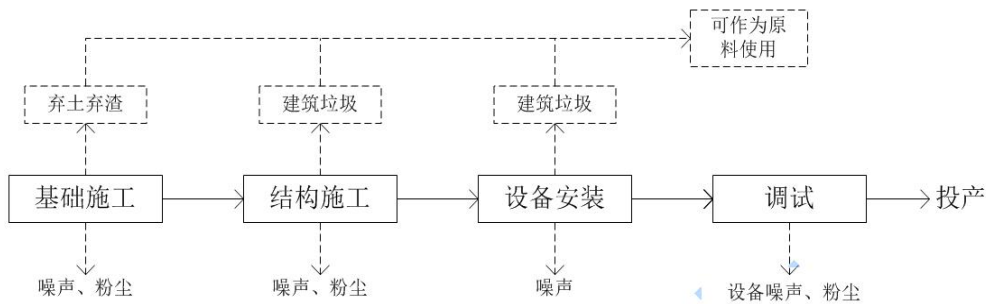 可作为原
料使用
弃土弃渣
建筑垃圾
建筑垃圾
基础施工
结构施工
设备安装
调试
投产
噪声、粉尘
噪声、粉尘
噪声
设备噪声、粉尘